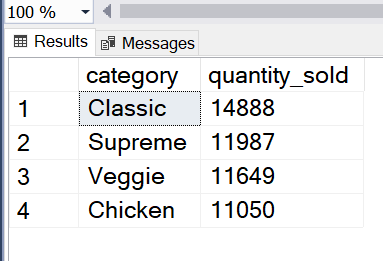 100 %
Results Messages
category quantity_sold
1 Classic 14888
2 Supreme 11987
3 Veggie 11649
4 Chicken 11050